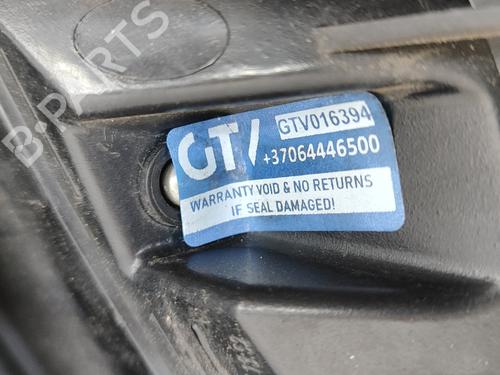 B-PARTS
GTV
GTV016394
+37064446500
WARRANTY VOID & NO RETURNS
IF SEAL DAMAGED!